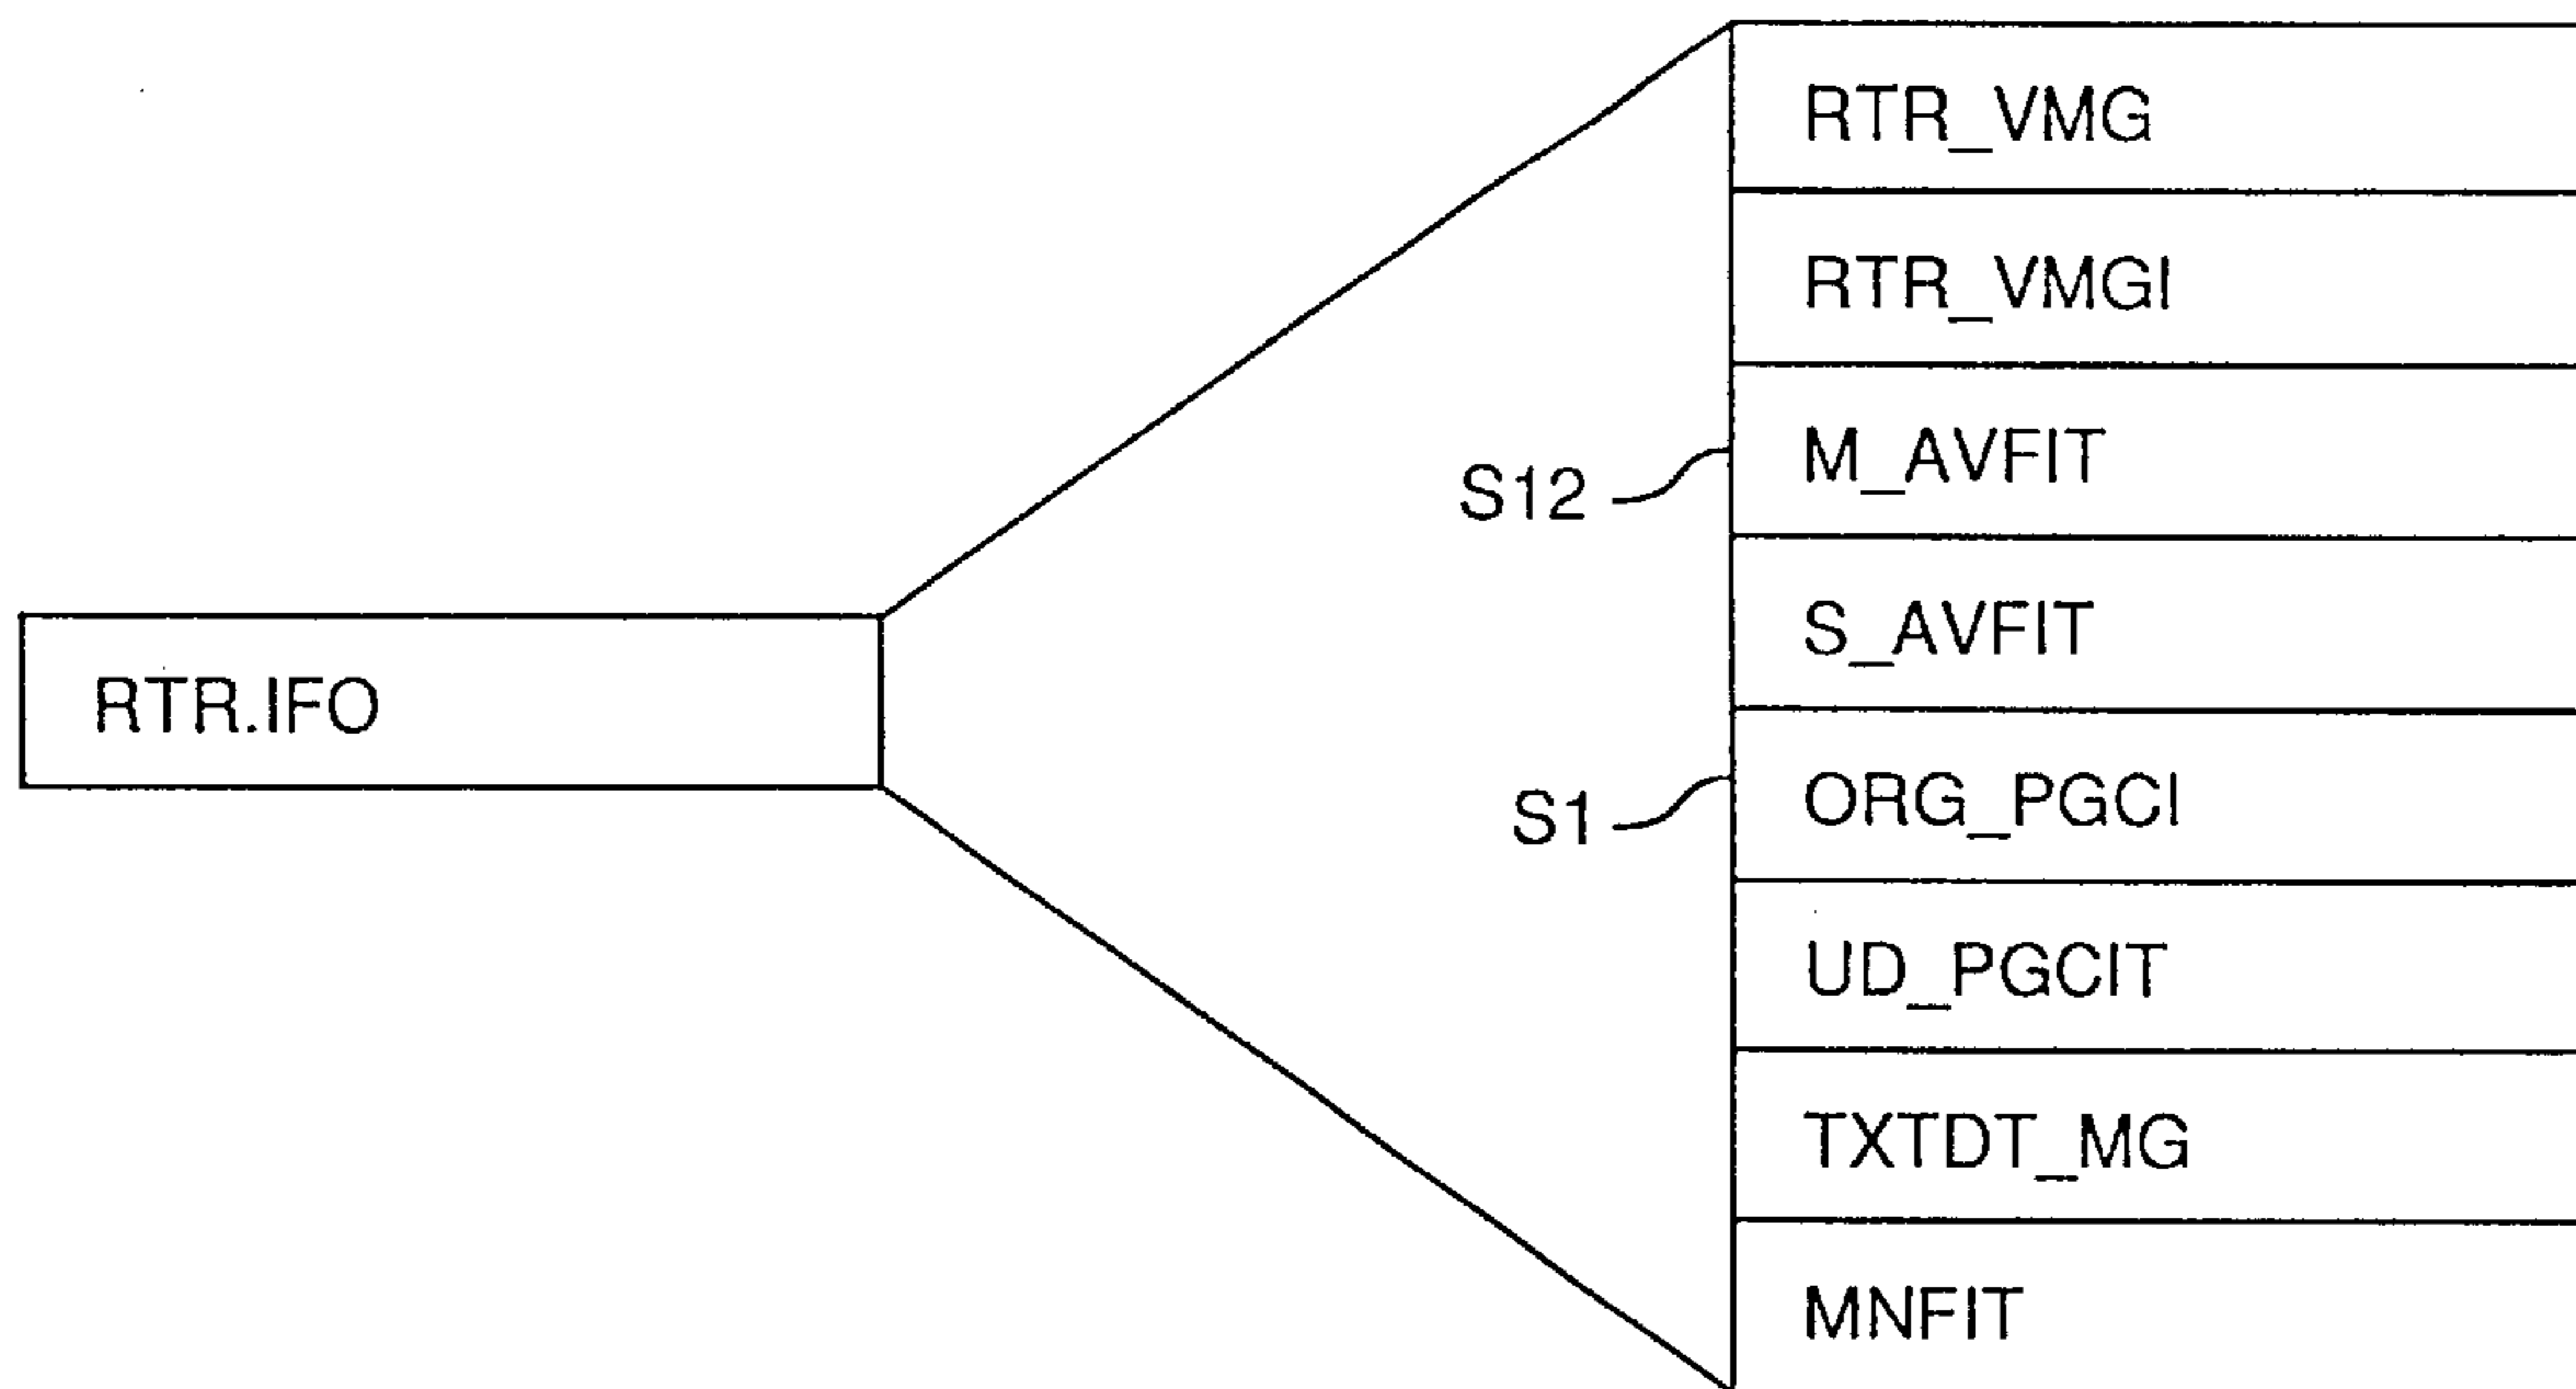 RTR.IFO
RTR_VMG
RTR_VMGI
S12
M_AVFIT
S_AVFIT
S1
ORG_PGCI
UD_PGCIT
TXTDT_MG
MNFIT